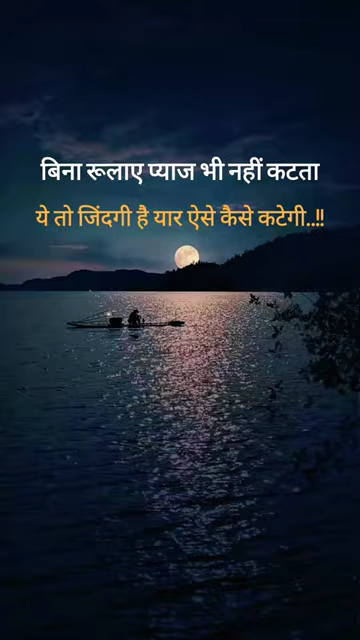 बिना रूलाए प्याज भी नहीं कटता
ये तो जिंदगी है यार ऐसे कैसे कटेगी..!!